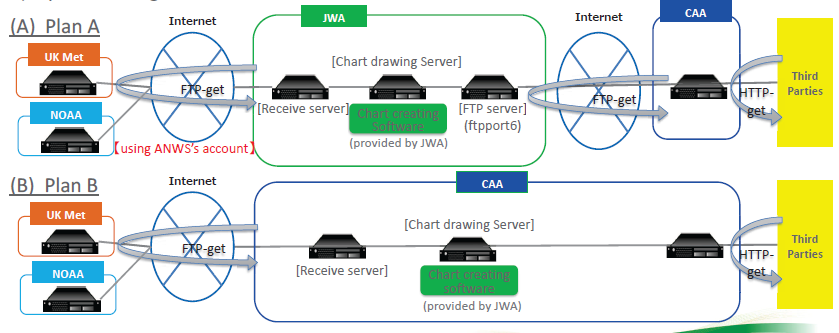 (A) Plan A
Internet
JWA
Internet
CAA
UK Met
[Chart drawing Server]
Third
Parties
FTP-get
FTP-get
HTTP-
get
NOAA
[Receive server]
Chart creating
Software
(provided by JWA)
[FTP server]
(ftpport6)
【using ANWS's account】
(B) Plan B
Internet
CAA
UK Met
[Chart drawing Server]
Third
Parties
FTP-get
HTTP-
get
NOAA
[Receive server]
Chart creating
software
(provided by JWA)